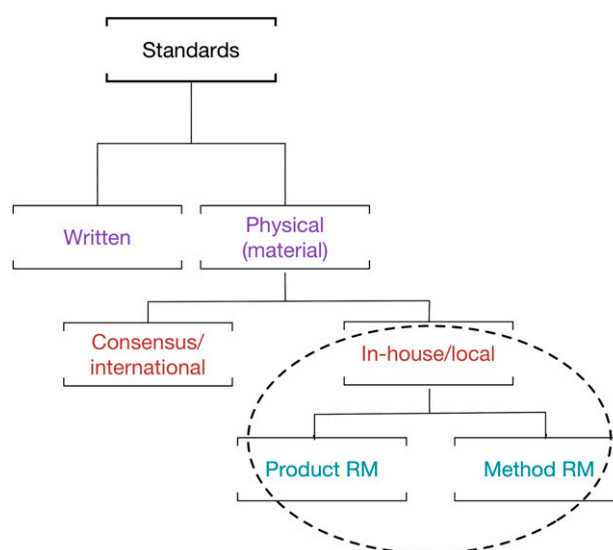 Standards
Written
Physical
(material)
Consensus/
international
In-house/local
Product RM
Method RM